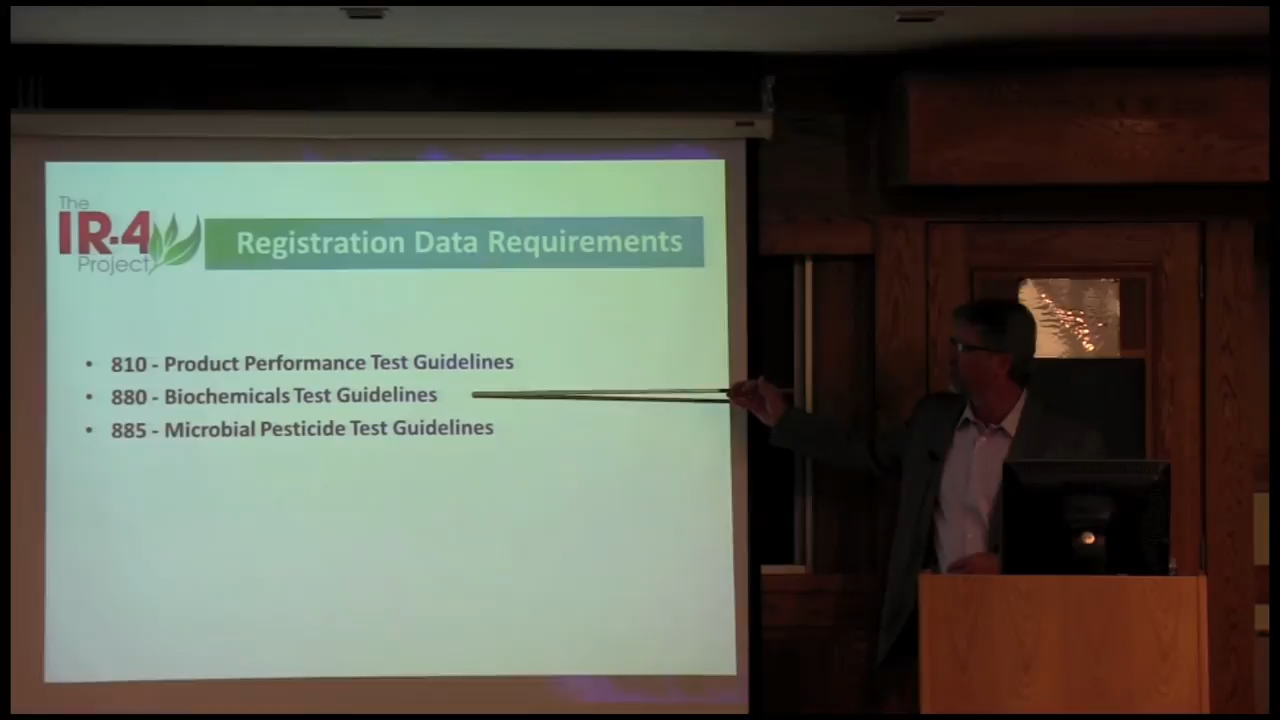 The
IR-4
Project
Registration Data Requirements
• 810 - Product Performance Test Guidelines
• 880 - Biochemicals Test Guidelines
• 885 - Microbial Pesticide Test Guidelines